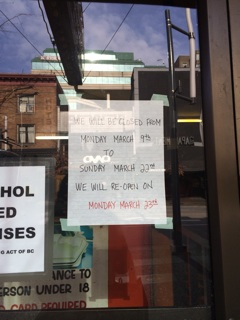 WE WILL BE CLOSED FROM
MONDAY MARCH 9th
TO
SUNDAY MARCH 22nd
WE WILL RE-OPEN ON
MONDAY MARCH 23rd
HOL
ED
ISES
ACT OF BC
ANCE TO
ERSON UNDER 18
CARD REQUIRED